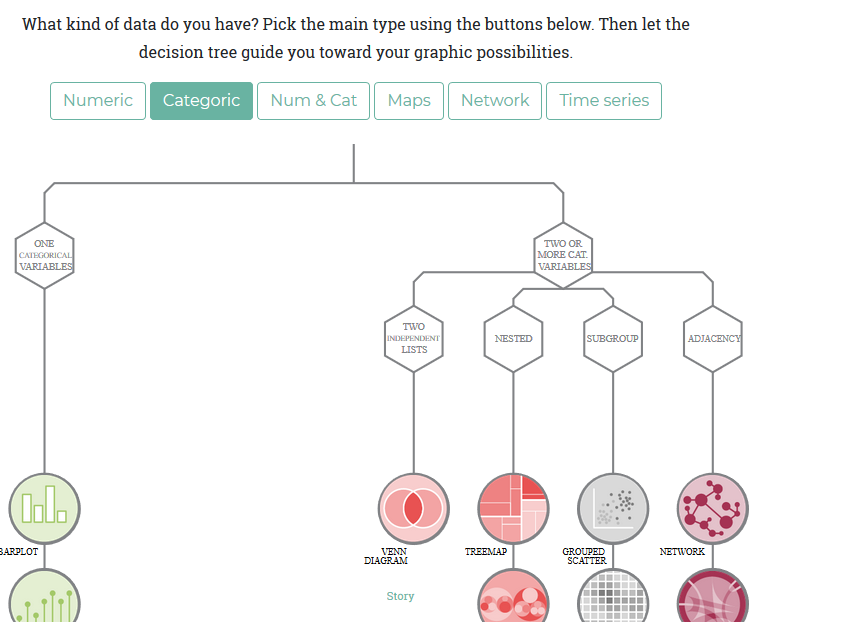 What kind of data do you have? Pick the main type using the buttons below. Then let the
decision tree guide you toward your graphic possibilities.
Numeric
Categoric
Num & Cat
Maps
Network
Time series
ONE
CATEGORICAL
VARIABLES
TWO OR
MORE CAT.
VARIABLES
TWO
INDEPENDENT
LISTS
NESTED
SUBGROUP
ADJACENCY
BARPLOT
VENN
DIAGRAM
TREEMAP
GROUPED
SCATTER
NETWORK
Story